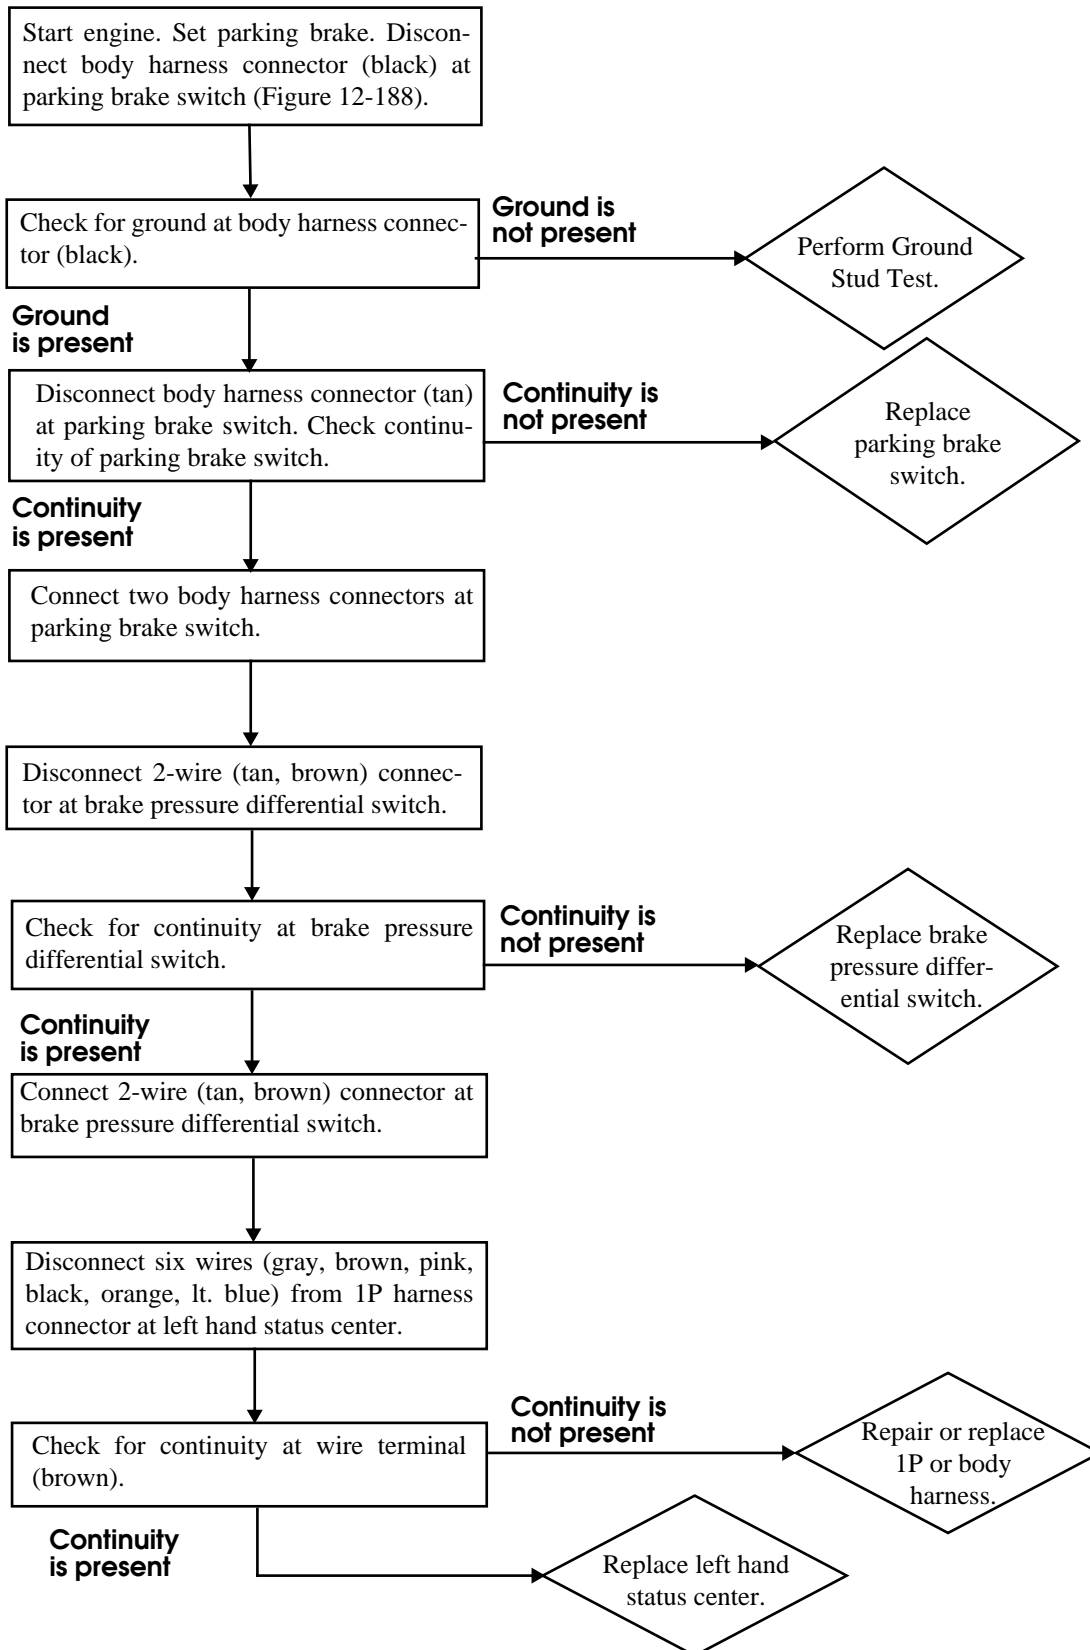 Start engine. Set parking brake. Discon-
nect body harness connector (black) at
parking brake switch (Figure 12-188).
Check for ground at body harness connec-
tor (black).
Ground is
not present
Perform Ground
Stud Test.
Ground
is present
Disconnect body harness connector (tan)
at parking brake switch. Check continu-
ity of parking brake switch.
Continuity is
not present
Replace
parking brake
switch.
Continuity
is present
Connect two body harness connectors at
parking brake switch.
Disconnect 2-wire (tan, brown) connec-
tor at brake pressure differential switch.
Check for continuity at brake pressure
differential switch.
Continuity is
not present
Replace brake
pressure differ-
ential switch.
Continuity
is present
Connect 2-wire (tan, brown) connector at
brake pressure differential switch.
Disconnect six wires (gray, brown, pink,
black, orange, lt. blue) from 1P harness
connector at left hand status center.
Check for continuity at wire terminal
(brown).
Continuity is
not present
Repair or replace
1P or body
harness.
Continuity
is present
Replace left hand
status center.